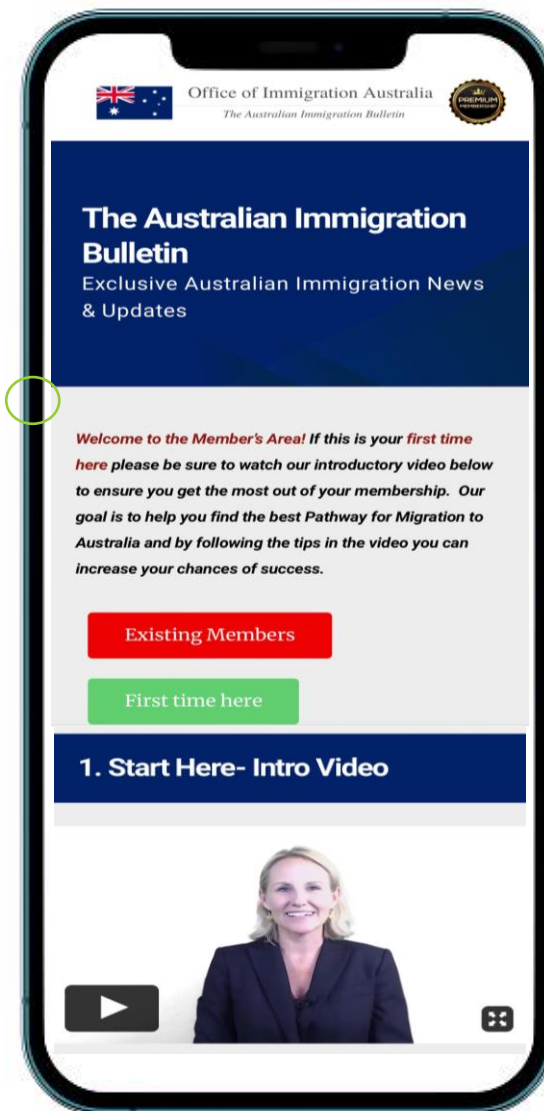 Office of Immigration Australia
The Australian Immigration Bulletin
PREMIUM
MEMBERSHIP
The Australian Immigration
Bulletin
Exclusive Australian Immigration News
& Updates
Welcome to the Member's Area! If this is your first time
here please be sure to watch our introductory video below
to ensure you get the most out of your membership.  Our
goal is to help you find the best Pathway for Migration to
Australia and by following the tips in the video you can
increase your chances of success.
Existing Members
First time here
1. Start Here- Intro Video